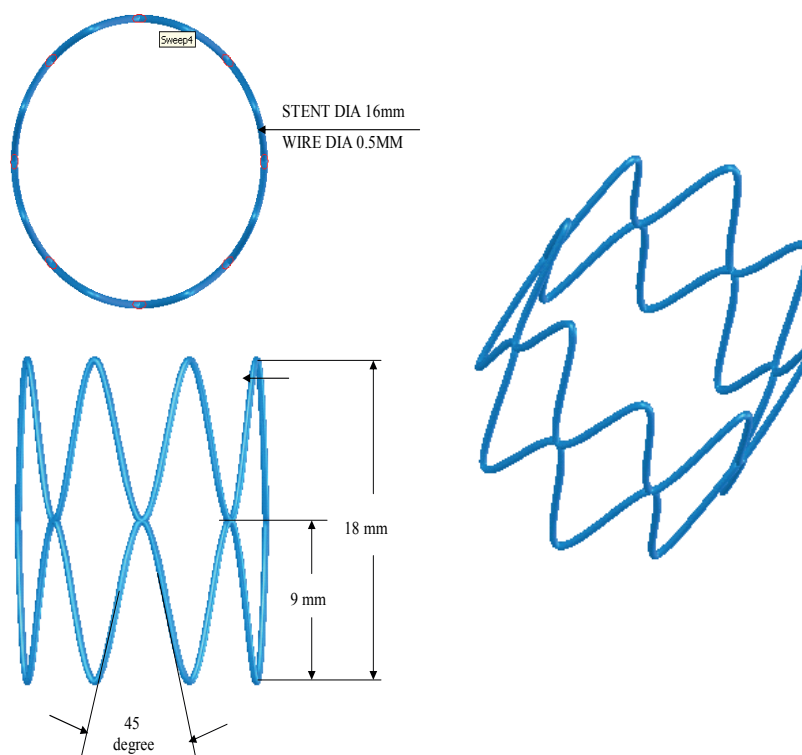 Sweep4
STENT DIA 16mm
WIRE DIA 0.5MM
18 mm
9 mm
45
degree